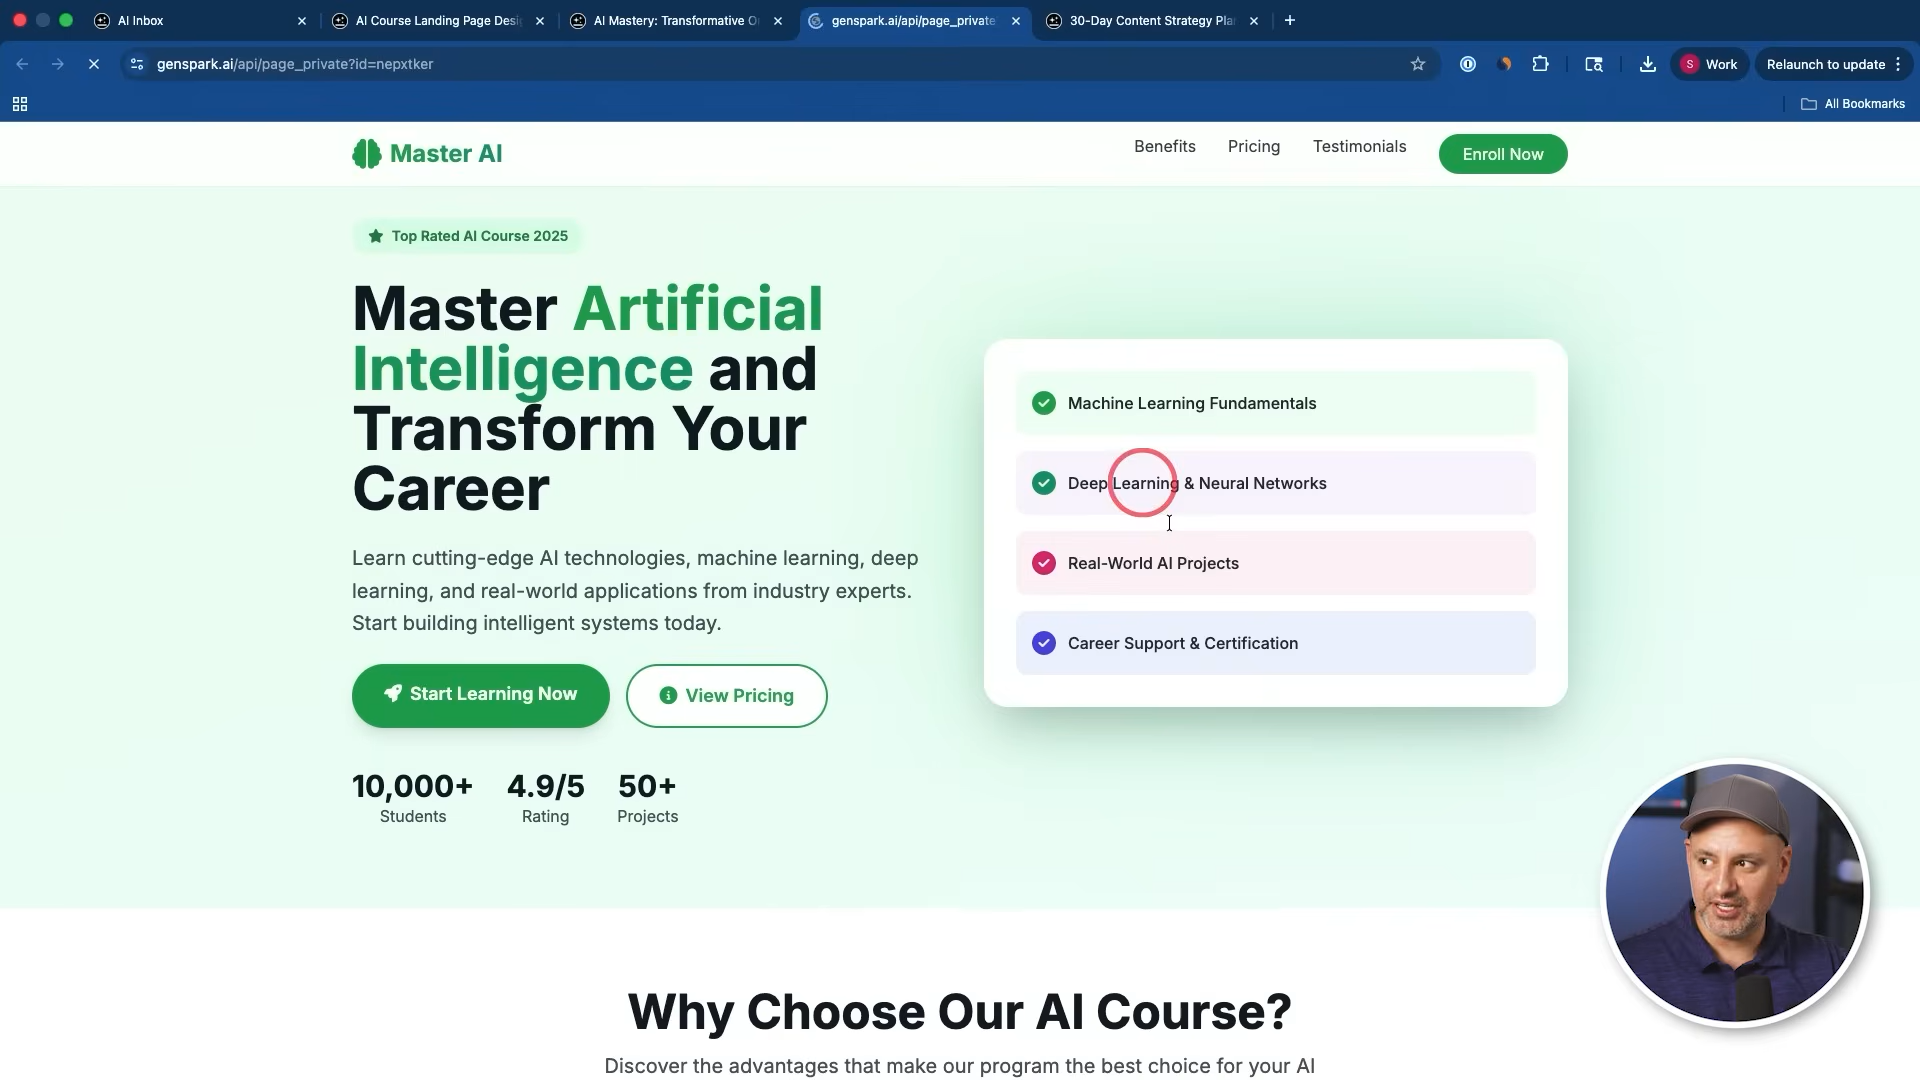 AI Inbox
AI Course Landing Page Desi
AI Mastery: Transformative O
genspark.ai/api/page_private
30-Day Content Strategy Pla
genspark.ai/api/page_private?id=nepxtker
S Work
Relaunch to update
All Bookmarks
Master AI
Benefits
Pricing
Testimonials
Enroll Now
Top Rated AI Course 2025
Master Artificial
Intelligence and
Transform Your
Career
Learn cutting-edge AI technologies, machine learning, deep
learning, and real-world applications from industry experts.
Start building intelligent systems today.
Start Learning Now
View Pricing
10,000+ 4.9/5 50+
Students Rating Projects
Machine Learning Fundamentals
Deep Learning & Neural Networks
Real-World AI Projects
Career Support & Certification
Why Choose Our AI Course?
Discover the advantages that make our program the best choice for your AI